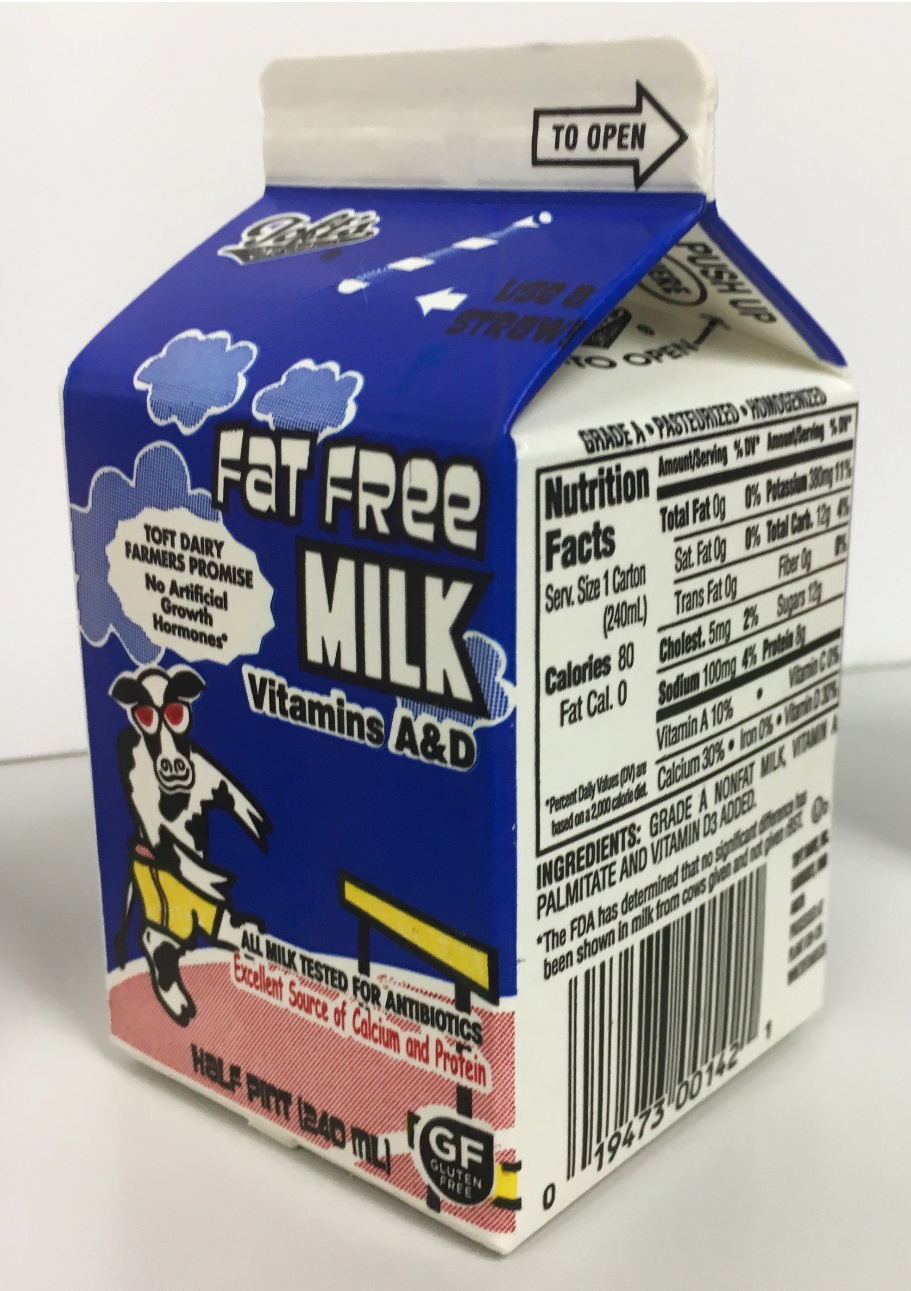 TO OPEN
Toft's
USE a
STRAW!
PUSH UP
TO OPEN
FAT FREE
MILK
Vitamins A&D
TOFT DAIRY
FARMERS PROMISE
No Artificial
Growth
Hormones*
ALL MILK TESTED FOR ANTIBIOTICS
Excellent Source of Calcium and Protein
HALF PINT (240 mL)
GF
GLUTEN
FREE
GRADE A • PASTEURIZED • HOMOGENIZED
Nutrition
Facts
Serv. Size 1 Carton
(240mL)
Calories 80
Fat Cal. 0
*Percent Daily Values (DV) are
based on a 2,000 calorie diet.
Amount/Serving % DV* Amount/Serving % DV*
Total Fat 0g 0% Potassium 380mg 11%
Sat. Fat 0g 0% Total Carb. 12g 4%
Trans Fat 0g Fiber 0g 0%
Cholest. 5mg 2% Sugars 12g
Sodium 100mg 4% Protein 8g
Vitamin A 10% • Vitamin C 0%
Calcium 30% • Iron 0% • Vitamin D 30%
INGREDIENTS: GRADE A NONFAT MILK, VITAMIN A
PALMITATE AND VITAMIN D3 ADDED.
*The FDA has determined that no significant difference has
been shown in milk from cows given and not given rBST.
0 19473 00142 1